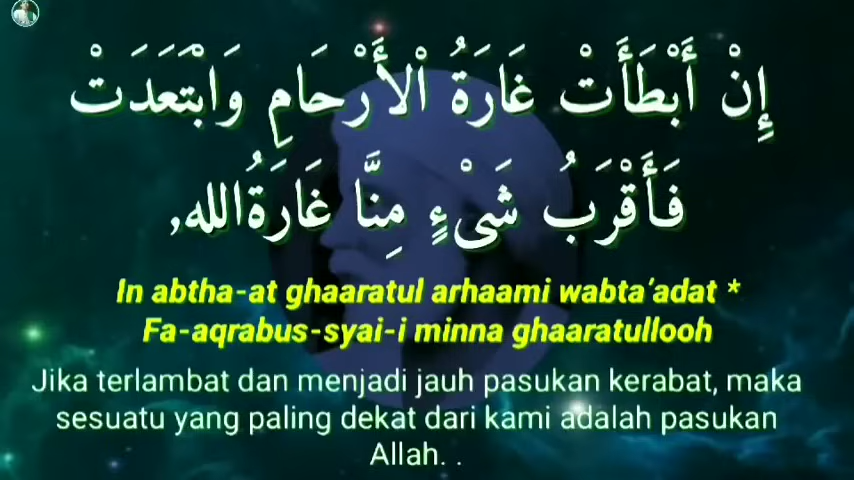 إِنْ أَبْطَأَتْ غَارَةُ الْأَرْحَامِ وَابْتَعَدَتْ
فَأَقْرَبُ شَىْءٍ مِنَّا غَارَةُالله,
In abtha-at ghaaratul arhaami wabta’adat *
Fa-aqrabus-syai-i minna ghaaratullooh
Jika terlambat dan menjadi jauh pasukan kerabat, maka
sesuatu yang paling dekat dari kami adalah pasukan
Allah. .